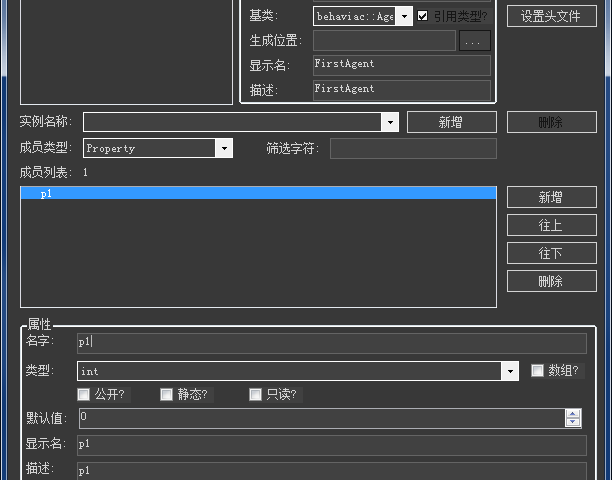 基类: behaviac::Age 引用类型? 设置头文件
生成位置: ...
显示名: FirstAgent
描述: FirstAgent
实例名称: 新增 删除
成员类型: Property 筛选字符:
成员列表: 1
p1 新增
往上
往下
删除
属性
名字: p1
类型: int 数组?
公开? 静态? 只读?
默认值: 0
显示名: p1
描述: p1